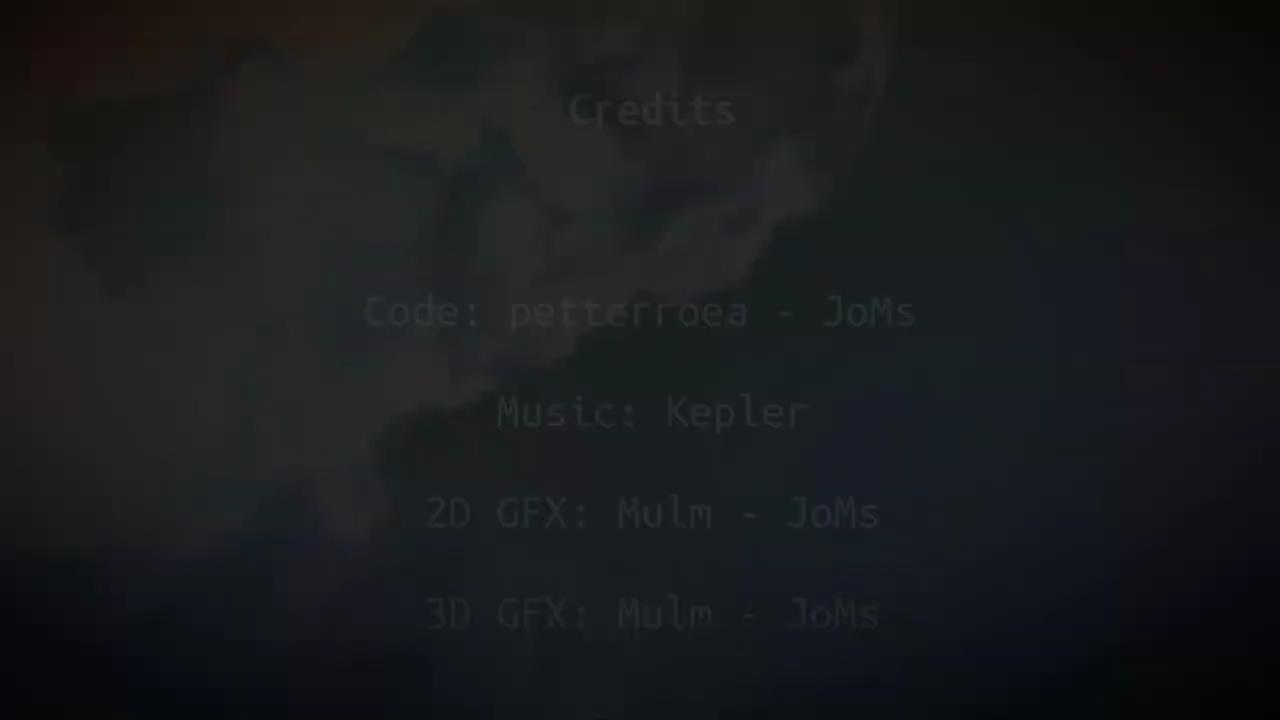 Credits
Code: petterroea - JoMs
Music: Kepler
2D GFX: Mulm - JoMs
3D GFX: Mulm - JoMs